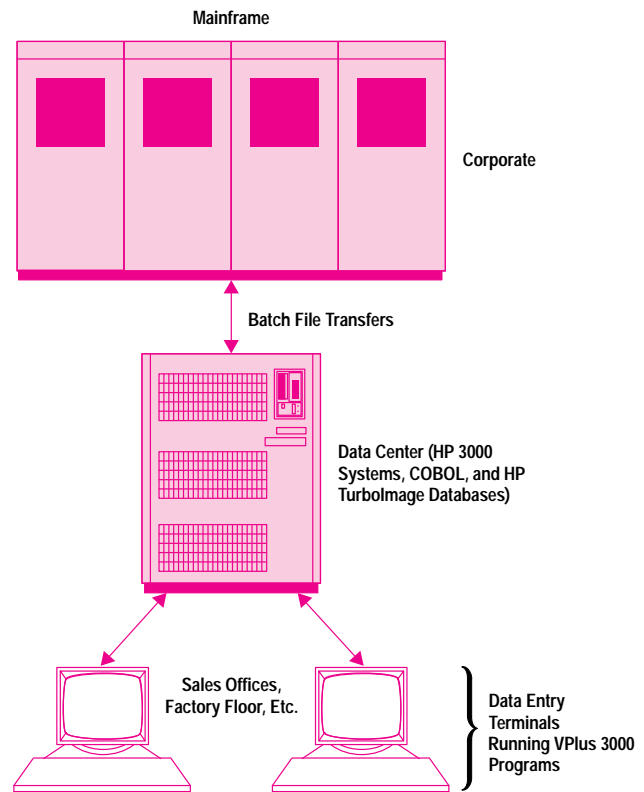 Mainframe
Corporate
Batch File Transfers
Data Center (HP 3000
Systems, COBOL, and HP
TurboImage Databases)
Sales Offices,
Factory Floor, Etc.
Data Entry
Terminals
Running VPlus 3000
Programs